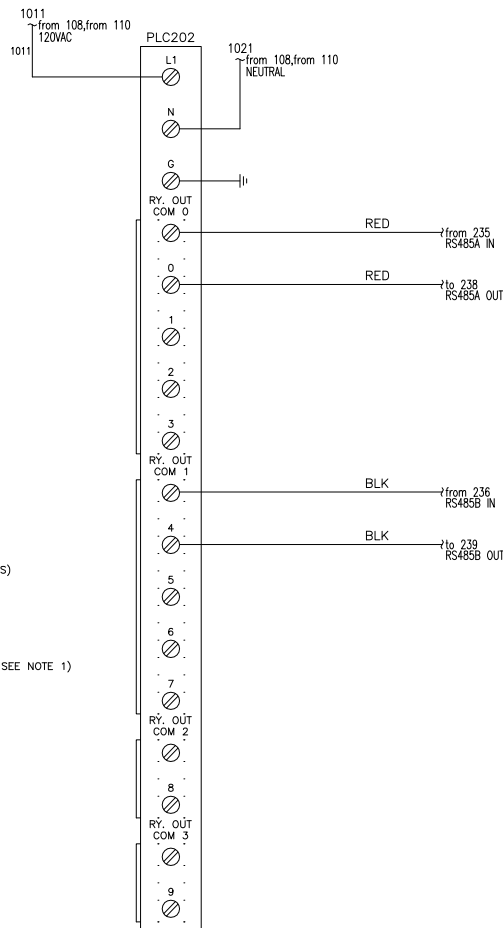 1011
from 108,from 110
120VAC
1011
PLC202
1021
from 108,from 110
NEUTRAL
L1
N
G
RY. OUT
COM 0
RED
from 235
RS485A IN
0
RED
to 238
RS485A OUT
1
2
3
RY. OUT
COM 1
BLK
from 236
RS485B IN
4
BLK
to 239
RS485B OUT
S)
5
6
SEE NOTE 1)
7
RY. OUT
COM 2
8
RY. OUT
COM 3
9